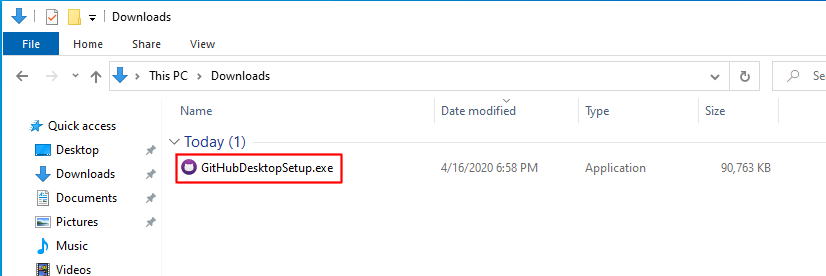 Downloads
File Home Share View
This PC > Downloads
Name Date modified Type Size
Quick access
Today (1)
Desktop
GitHubDesktopSetup.exe 4/16/2020 6:58 PM Application 90,763 KB
Downloads
Documents
Pictures
Music
Videos